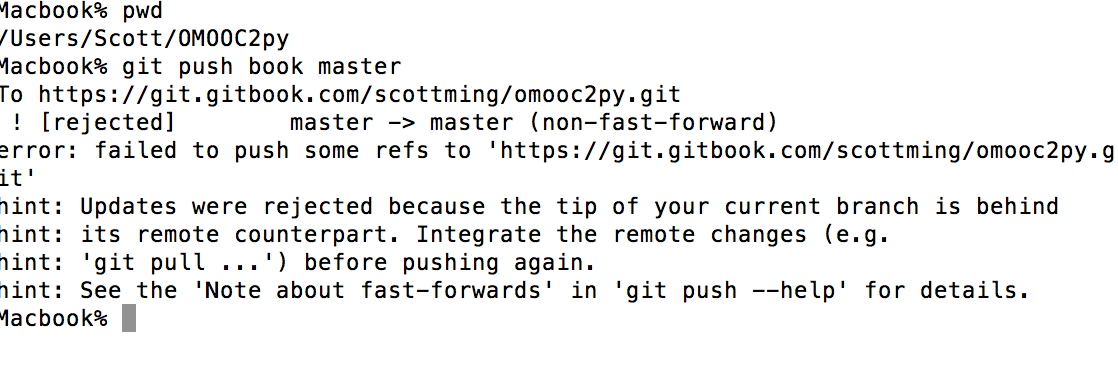 Macbook% pwd
/Users/Scott/OMOOC2py
Macbook% git push book master
To https://git.gitbook.com/scottming/omooc2py.git
 ! [rejected]        master -> master (non-fast-forward)
error: failed to push some refs to 'https://git.gitbook.com/scottming/omooc2py.g
it'
hint: Updates were rejected because the tip of your current branch is behind
hint: its remote counterpart. Integrate the remote changes (e.g.
hint: 'git pull ...') before pushing again.
hint: See the 'Note about fast-forwards' in 'git push --help' for details.
Macbook%